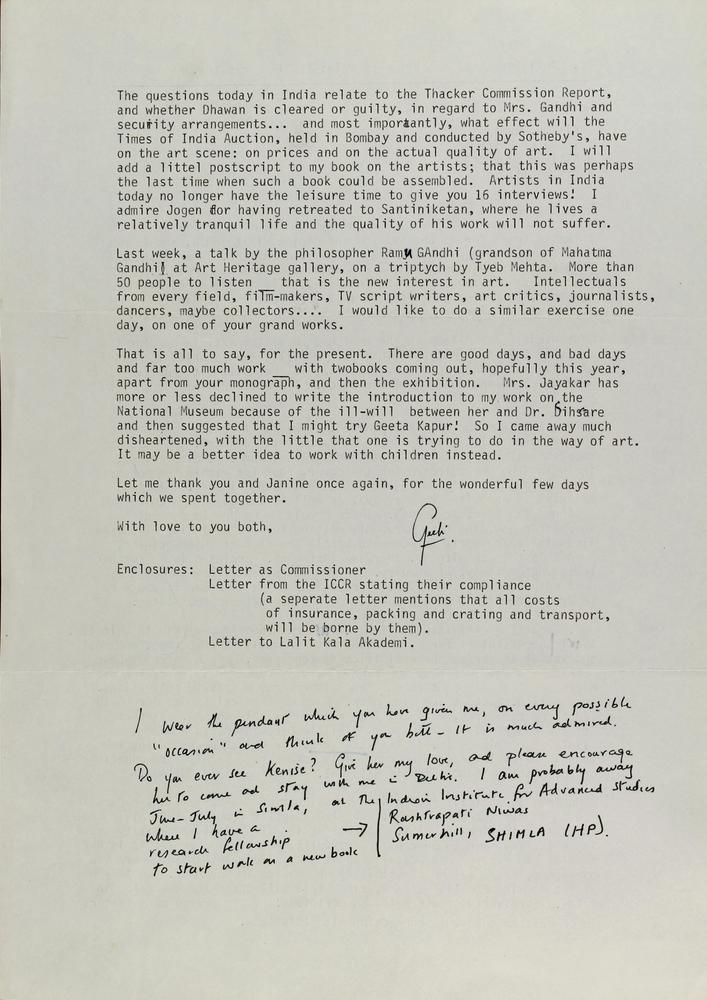 The questions today in India relate to the Thacker Commission Report,
and whether Dhawan is cleared or guilty, in regard to Mrs. Gandhi and
security arrangements... and most importantly, what effect will the
Times of India Auction, held in Bombay and conducted by Sotheby's, have
on the art scene: on prices and on the actual quality of art. I will
add a littel postscript to my book on the artists; that this was perhaps
the last time when such a book could be assembled. Artists in India
today no longer have the leisure time to give you 16 interviews! I
admire Jogen for having retreated to Santiniketan, where he lives a
relatively tranquil life and the quality of his work will not suffer.
Last week, a talk by the philosopher Ramu GAndhi (grandson of Mahatma
Gandhi) at Art Heritage gallery, on a triptych by Tyeb Mehta. More than
50 people to listen __ that is the new interest in art. Intellectuals
from every field, film-makers, TV script writers, art critics, journalists,
dancers, maybe collectors.... I would like to do a similar exercise one
day, on one of your grand works.
That is all to say, for the present. There are good days, and bad days
and far too much work __ with twobooks coming out, hopefully this year,
apart from your monograph, and then the exhibition. Mrs. Jayakar has
more or less declined to write the introduction to my work on the
National Museum because of the ill-will between her and Dr. Sihare
and then suggested that I might try Geeta Kapur! So I came away much
disheartened, with the little that one is trying to do in the way of art.
It may be a better idea to work with children instead.
Let me thank you and Janine once again, for the wonderful few days
which we spent together.
With love to you both,
Geeti.
Enclosures: Letter as Commissioner
Letter from the ICCR stating their compliance
(a seperate letter mentions that all costs
of insurance, packing and crating and transport,
will be borne by them).
Letter to Lalit Kala Akademi.
I wear the pendant which you have given me, on every possible
"occasion" and think of you both - It is much admired.
Do you ever see Kenise? Give her my love, and please encourage
her to come and stay with me in Delhi. I am probably away
June-July in Simla, at the Indian Institute for Advanced Studies
where I have a
research fellowship
to start work on a new book
→ Rashtrapati Niwas
Summerhill, SHIMLA (HP).